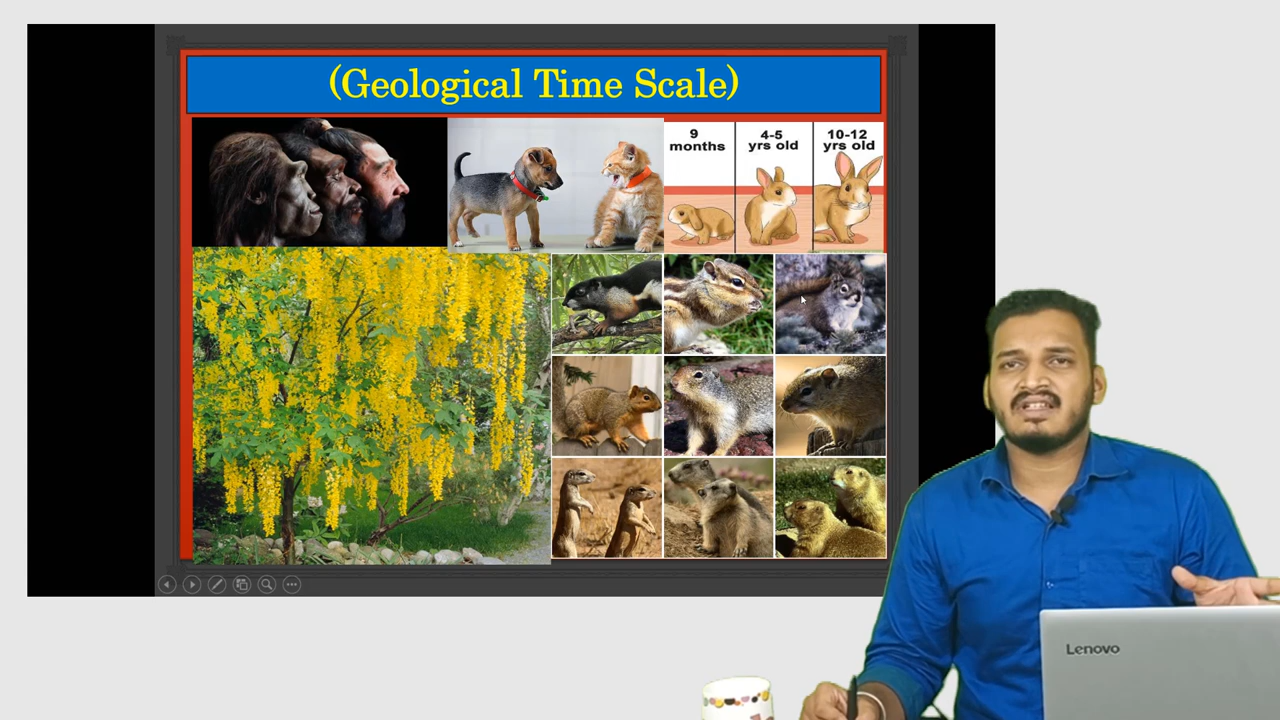 (Geological Time Scale)
9
months
4-5
yrs old
10-12
yrs old
Lenovo